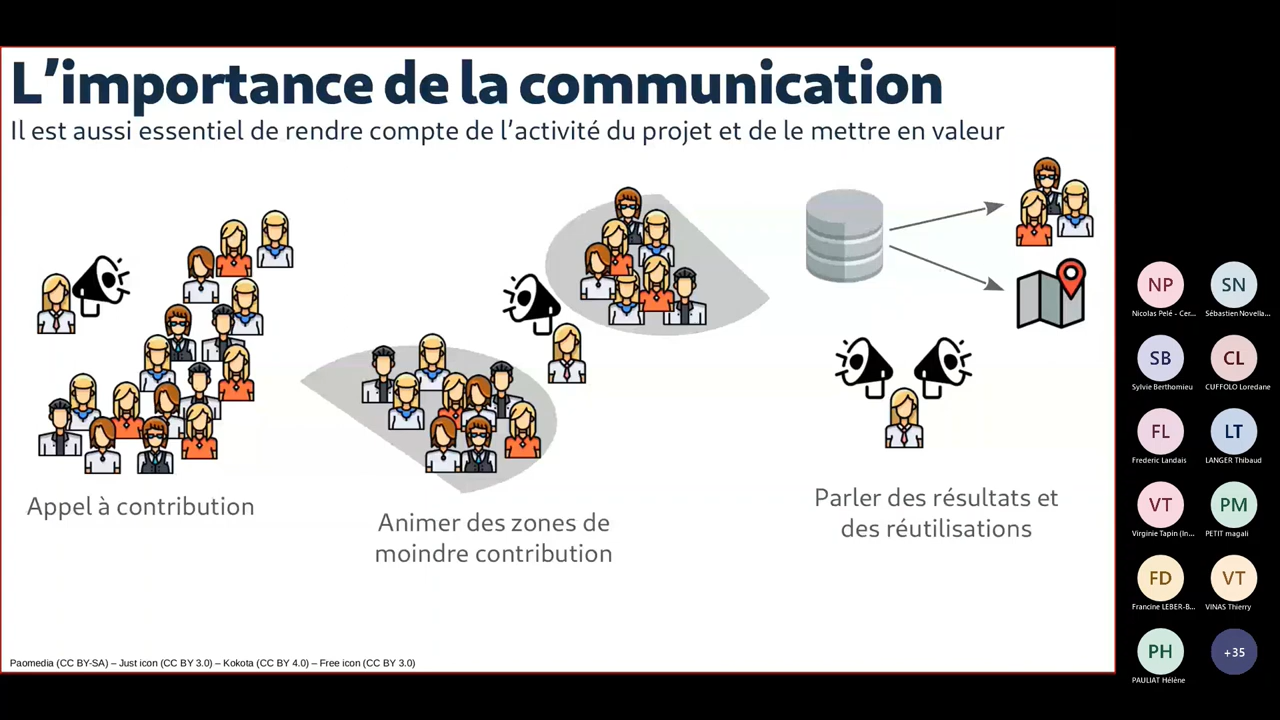 L’importance de la communication
Il est aussi essentiel de rendre compte de l’activité du projet et de le mettre en valeur
Appel à contribution
Animer des zones de
moindre contribution
Parler des résultats et
des réutilisations
Paomedia (CC BY-SA) – Just icon (CC BY 3.0) – Kokota (CC BY 4.0) – Free icon (CC BY 3.0)
NP
SN
Nicolas Pelé - Cer...
Sébastien Novella...
SB
CL
Sylvie Berthomieu
CUFFOLO Loredane
FL
LT
Frederic Landais
LANGER Thibaud
VT
PM
Virginie Tapin (In...
PETIT magali
FD
VT
Francine LEBER-B...
VINAS Thierry
PH
+35
PAULIAT Hélène